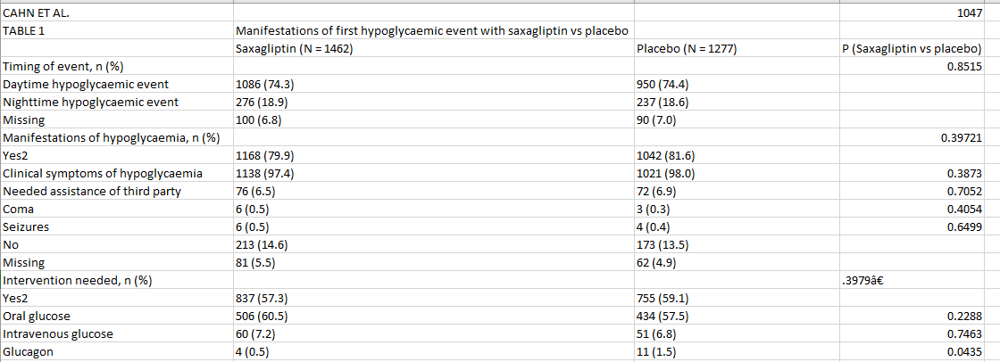 CAHN ET AL. 1047
TABLE 1 Manifestations of first hypoglycaemic event with saxagliptin vs placebo
Saxagliptin (N = 1462) Placebo (N = 1277) P (Saxagliptin vs placebo)
Timing of event, n (%) 0.8515
Daytime hypoglycaemic event 1086 (74.3) 950 (74.4)
Nighttime hypoglycaemic event 276 (18.9) 237 (18.6)
Missing 100 (6.8) 90 (7.0)
Manifestations of hypoglycaemia, n (%) 0.39721
Yes2 1168 (79.9) 1042 (81.6)
Clinical symptoms of hypoglycaemia 1138 (97.4) 1021 (98.0) 0.3873
Needed assistance of third party 76 (6.5) 72 (6.9) 0.7052
Coma 6 (0.5) 3 (0.3) 0.4054
Seizures 6 (0.5) 4 (0.4) 0.6499
No 213 (14.6) 173 (13.5)
Missing 81 (5.5) 62 (4.9)
Intervention needed, n (%) .3979â€
Yes2 837 (57.3) 755 (59.1)
Oral glucose 506 (60.5) 434 (57.5) 0.2288
Intravenous glucose 60 (7.2) 51 (6.8) 0.7463
Glucagon 4 (0.5) 11 (1.5) 0.0435